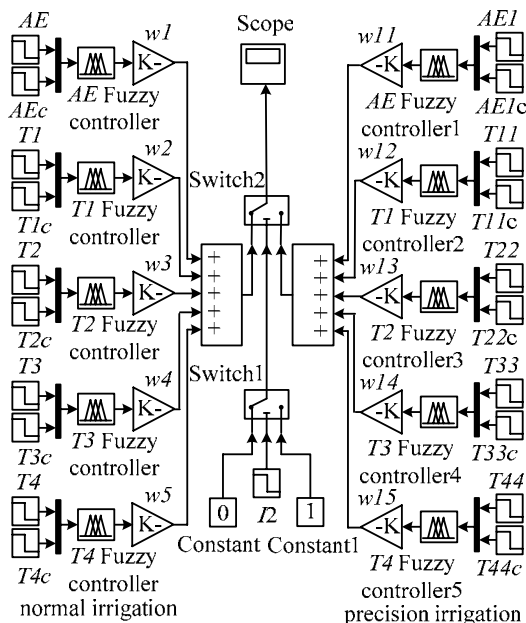 AE
w1
Scope
w11
AE1
K-
-K
AEc
AE Fuzzy
controller
AE Fuzzy
controller1
AE1c
T1
w2
w12
T11
K-
Switch2
-K
T1c
T1 Fuzzy
controller
T1 Fuzzy
controller2
T11c
T2
w3
w13
T22
K-
+
+
+
+
+
+
+
+
+
+
-K
T2c
T2 Fuzzy
controller
T2 Fuzzy
controller3
T22c
T3
w4
Switch1
w14
T33
K-
-K
T3c
T3 Fuzzy
controller
T3 Fuzzy
controller4
T33c
T4
w5
w15
T44
K-
0
I2
1
-K
Constant
Constant1
T4c
T4 Fuzzy
controller
T4 Fuzzy
controller5
T44c
normal irrigation
precision irrigation